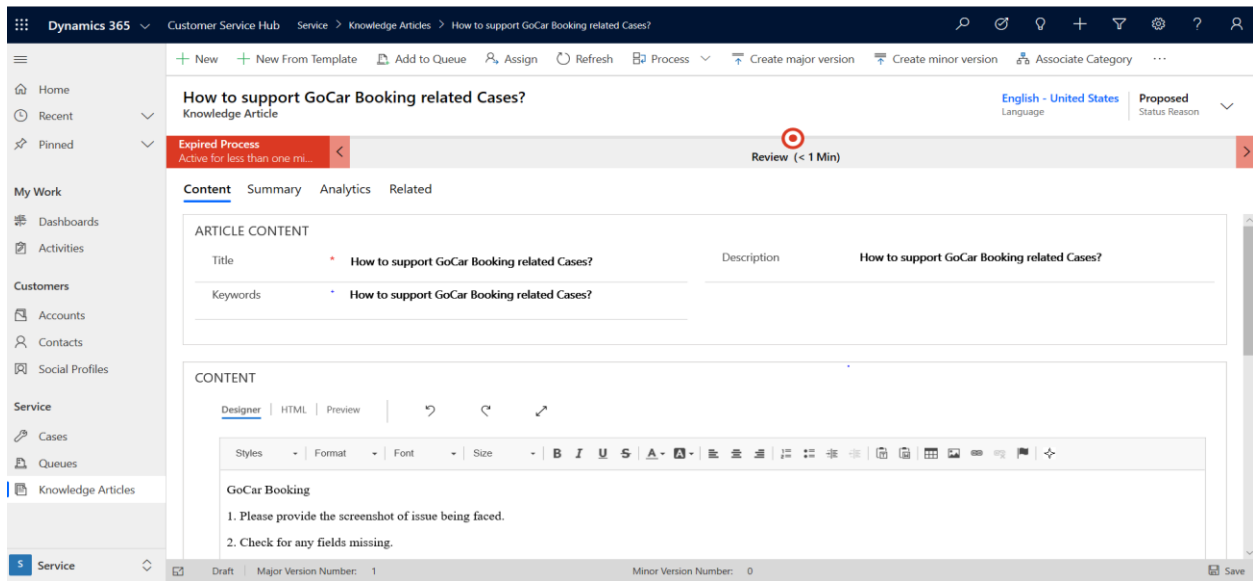 Dynamics 365 Customer Service Hub Service > Knowledge Articles > How to support GoCar Booking related Cases?
New New From Template Add to Queue Assign Refresh Process Create major version Create minor version Associate Category ...
Home
Recent
Pinned
My Work
Dashboards
Activities
Customers
Accounts
Contacts
Social Profiles
Service
Cases
Queues
Knowledge Articles
S Service
How to support GoCar Booking related Cases?
Knowledge Article
English - United States
Language
Proposed
Status Reason
Expired Process
Active for less than one mi...
Review (< 1 Min)
Content Summary Analytics Related
ARTICLE CONTENT
Title * How to support GoCar Booking related Cases?
Description How to support GoCar Booking related Cases?
Keywords How to support GoCar Booking related Cases?
CONTENT
Designer | HTML | Preview
Styles Format Font Size B I U S A A
GoCar Booking
1. Please provide the screenshot of issue being faced.
2. Check for any fields missing.
Draft Major Version Number: 1 Minor Version Number: 0 Save